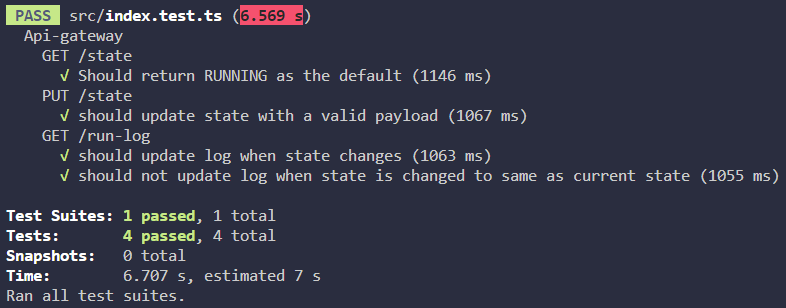 PASS src/index.test.ts (6.569 s)
Api-gateway
GET /state
√ Should return RUNNING as the default (1146 ms)
PUT /state
√ should update state with a valid payload (1067 ms)
GET /run-log
√ should update log when state changes (1063 ms)
√ should not update log when state is changed to same as current state (1055 ms)
Test Suites: 1 passed, 1 total
Tests: 4 passed, 4 total
Snapshots: 0 total
Time: 6.707 s, estimated 7 s
Ran all test suites.